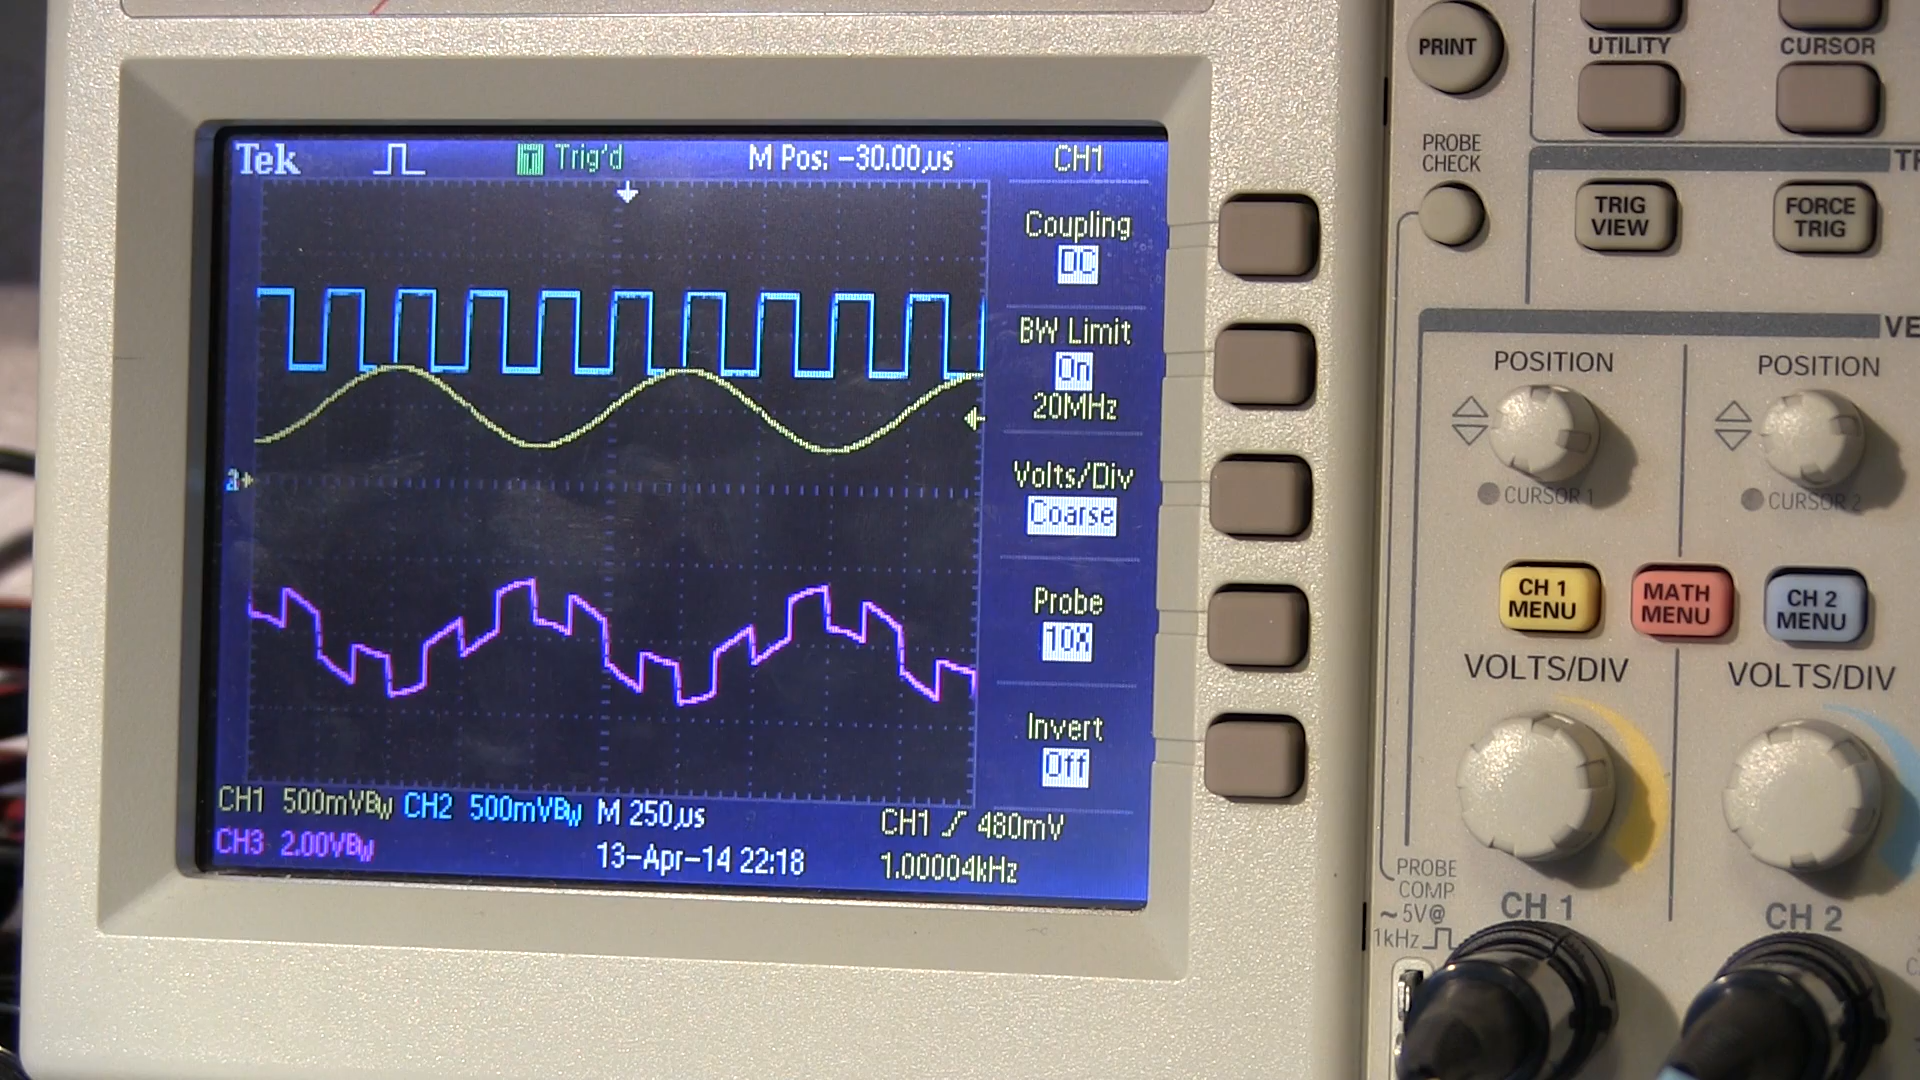 Tek Trig'd M Pos: -30.00µs CH1
Coupling
DC
BW Limit
On
20MHz
Volts/Div
Coarse
Probe
10X
Invert
Off
2
CH1 500mVBW CH2 500mVBW M 250µs CH1 480mV
CH3 2.00VBW 13-Apr-14 22:18 1.00004kHz
PRINT
UTILITY
CURSOR
PROBE
CHECK
TRIG
VIEW
FORCE
TRIG
POSITION
POSITION
CURSOR 1
CURSOR 2
CH 1
MENU
MATH
MENU
CH 2
MENU
VOLTS/DIV
VOLTS/DIV
PROBE
COMP
~5V@
1kHz
CH 1
CH 2